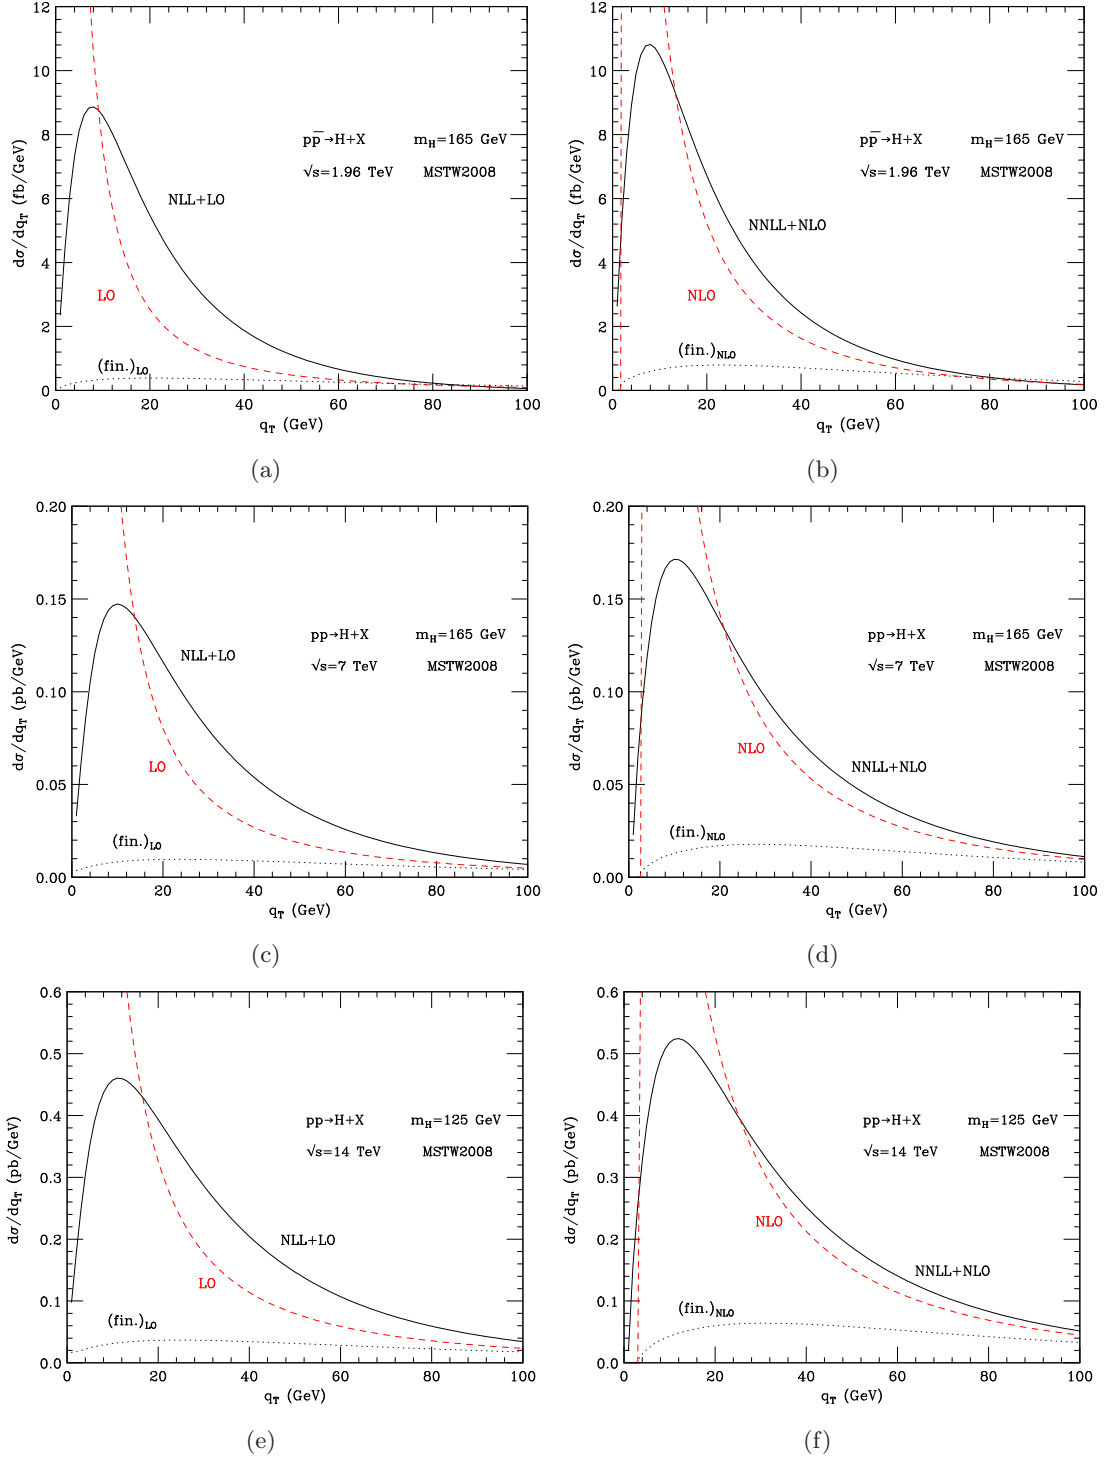 12
10
8
6
4
2
0
dσ/dq_T (fb/GeV)
pp̅→H+X m_H=165 GeV
√s=1.96 TeV MSTW2008
NLL+LO
LO
(fin.)_LO
0 20 40 60 80 100
q_T (GeV)
(a)
12
10
8
6
4
2
0
dσ/dq_T (fb/GeV)
pp̅→H+X m_H=165 GeV
√s=1.96 TeV MSTW2008
NNLL+NLO
NLO
(fin.)_NLO
0 20 40 60 80 100
q_T (GeV)
(b)
0.20
0.15
0.10
0.05
0.00
dσ/dq_T (pb/GeV)
pp→H+X m_H=165 GeV
√s=7 TeV MSTW2008
NLL+LO
LO
(fin.)_LO
0 20 40 60 80 100
q_T (GeV)
(c)
0.20
0.15
0.10
0.05
0.00
dσ/dq_T (pb/GeV)
pp→H+X m_H=165 GeV
√s=7 TeV MSTW2008
NLO
NNLL+NLO
(fin.)_NLO
0 20 40 60 80 100
q_T (GeV)
(d)
0.6
0.5
0.4
0.3
0.2
0.1
0.0
dσ/dq_T (pb/GeV)
pp→H+X m_H=125 GeV
√s=14 TeV MSTW2008
NLL+LO
LO
(fin.)_LO
0 20 40 60 80 100
q_T (GeV)
(e)
0.6
0.5
0.4
0.3
0.2
0.1
0.0
dσ/dq_T (pb/GeV)
pp→H+X m_H=125 GeV
√s=14 TeV MSTW2008
NLO
NNLL+NLO
(fin.)_NLO
0 20 40 60 80 100
q_T (GeV)
(f)